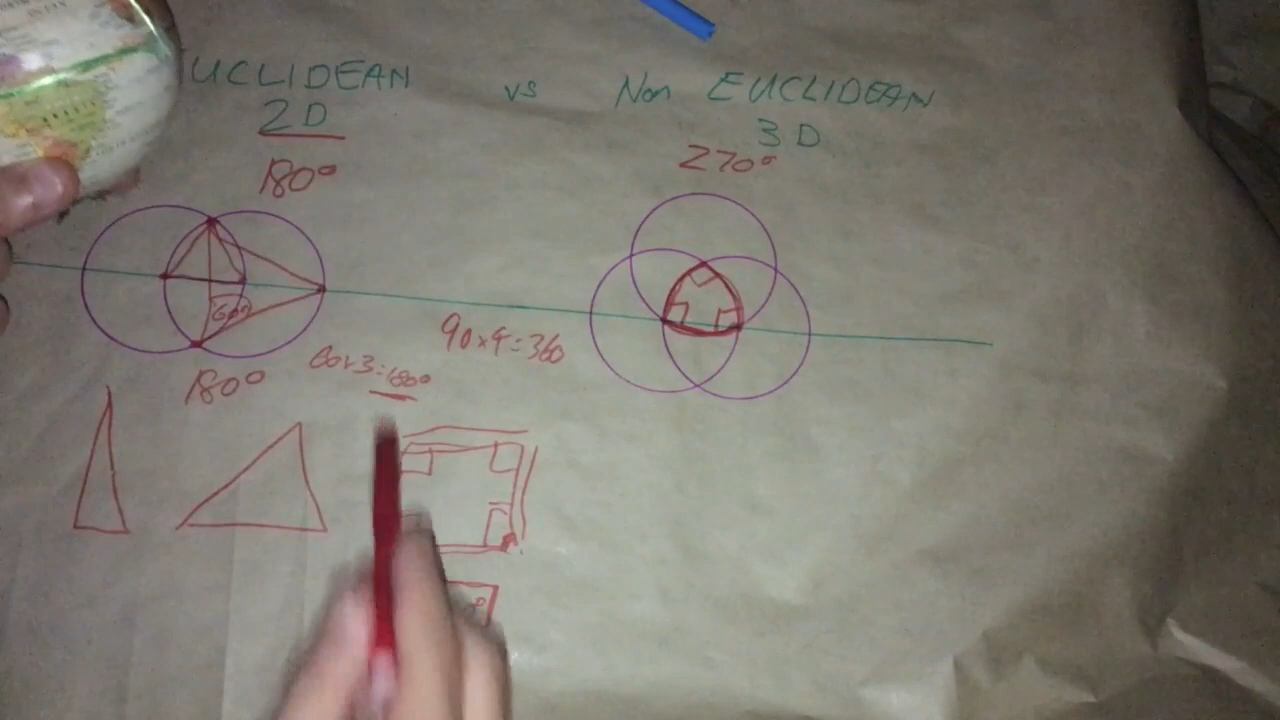 UCLIDEAN vs Non EUCLIDEAN
2D 3D
180° 270°
60°
90×4=360
60×3=180°
180°